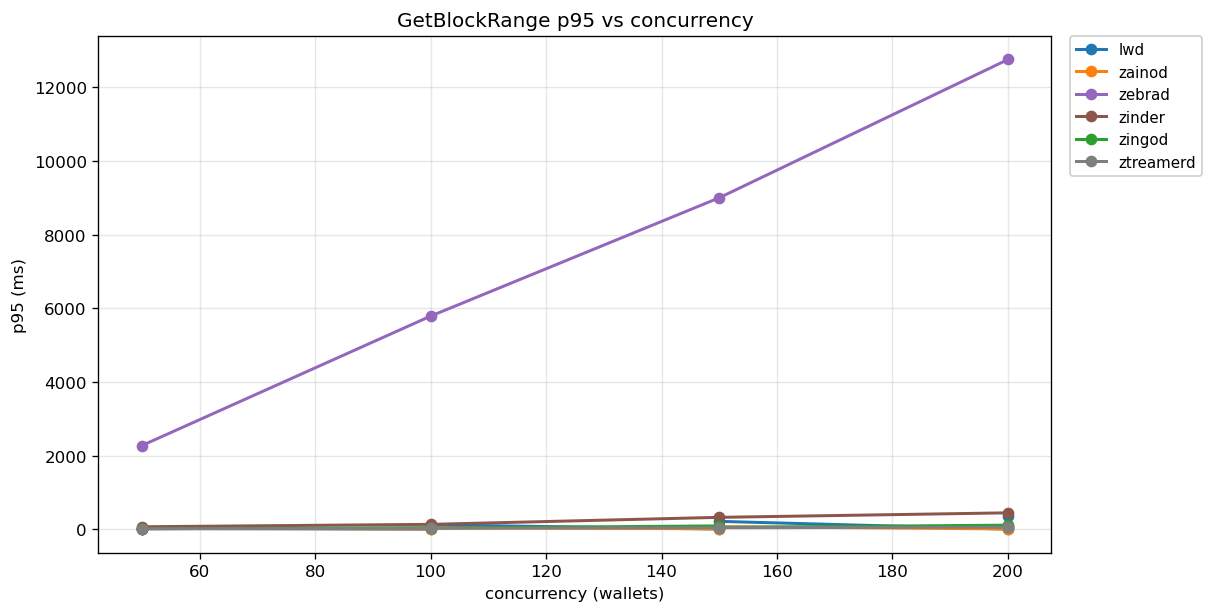 GetBlockRange p95 vs concurrency
lwd
zainod
zebrad
zinder
zingod
ztreamerd
12000
10000
8000
6000
4000
2000
0
p95 (ms)
60
80
100
120
140
160
180
200
concurrency (wallets)